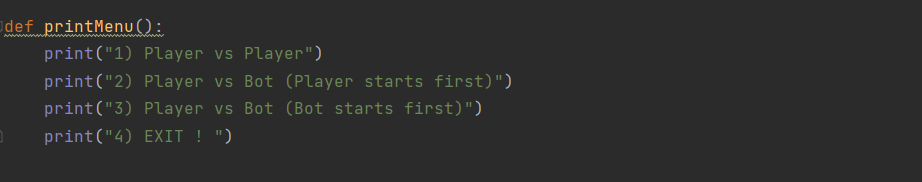 def printMenu():
    print("1) Player vs Player")
    print("2) Player vs Bot (Player starts first)")
    print("3) Player vs Bot (Bot starts first)")
    print("4) EXIT ! ")